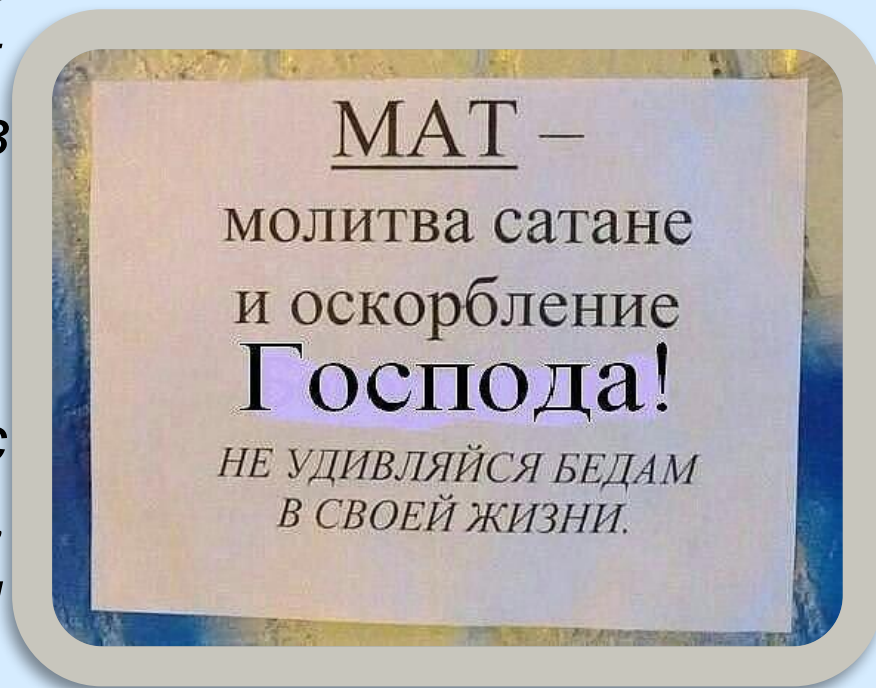 МАТ –
молитва сатане
и оскорбление
Господа!
НЕ УДИВЛЯЙСЯ БЕДАМ
В СВОЕЙ ЖИЗНИ.